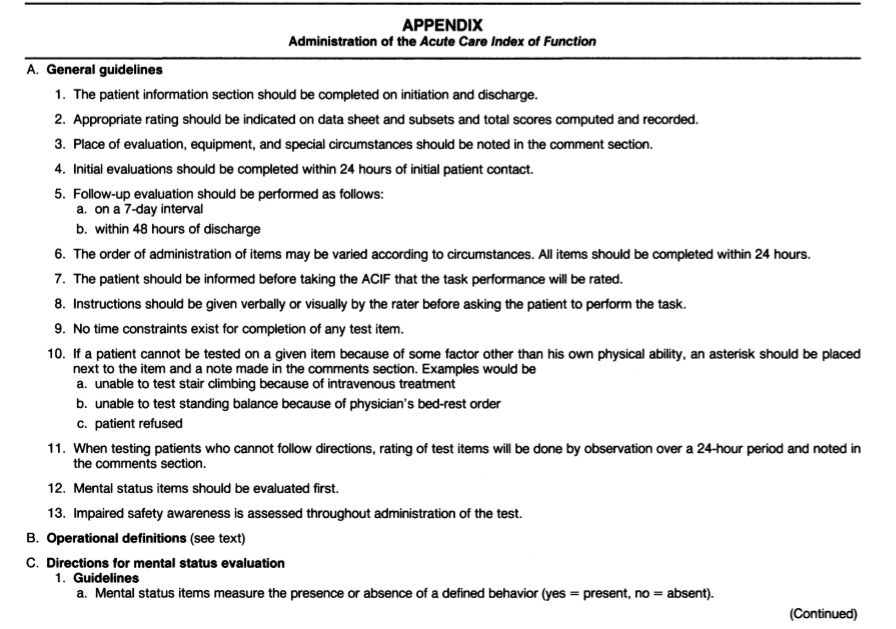 APPENDIX
Administration of the Acute Care Index of Function
A. General guidelines
1. The patient information section should be completed on initiation and discharge.
2. Appropriate rating should be indicated on data sheet and subsets and total scores computed and recorded.
3. Place of evaluation, equipment, and special circumstances should be noted in the comment section.
4. Initial evaluations should be completed within 24 hours of initial patient contact.
5. Follow-up evaluation should be performed as follows:
a. on a 7-day interval
b. within 48 hours of discharge
6. The order of administration of items may be varied according to circumstances. All items should be completed within 24 hours.
7. The patient should be informed before taking the ACIF that the task performance will be rated.
8. Instructions should be given verbally or visually by the rater before asking the patient to perform the task.
9. No time constraints exist for completion of any test item.
10. If a patient cannot be tested on a given item because of some factor other than his own physical ability, an asterisk should be placed
next to the item and a note made in the comments section. Examples would be
a. unable to test stair climbing because of intravenous treatment
b. unable to test standing balance because of physician's bed-rest order
c. patient refused
11. When testing patients who cannot follow directions, rating of test items will be done by observation over a 24-hour period and noted in
the comments section.
12. Mental status items should be evaluated first.
13. Impaired safety awareness is assessed throughout administration of the test.
B. Operational definitions (see text)
C. Directions for mental status evaluation
1. Guidelines
a. Mental status items measure the presence or absence of a defined behavior (yes = present, no = absent).
(Continued)